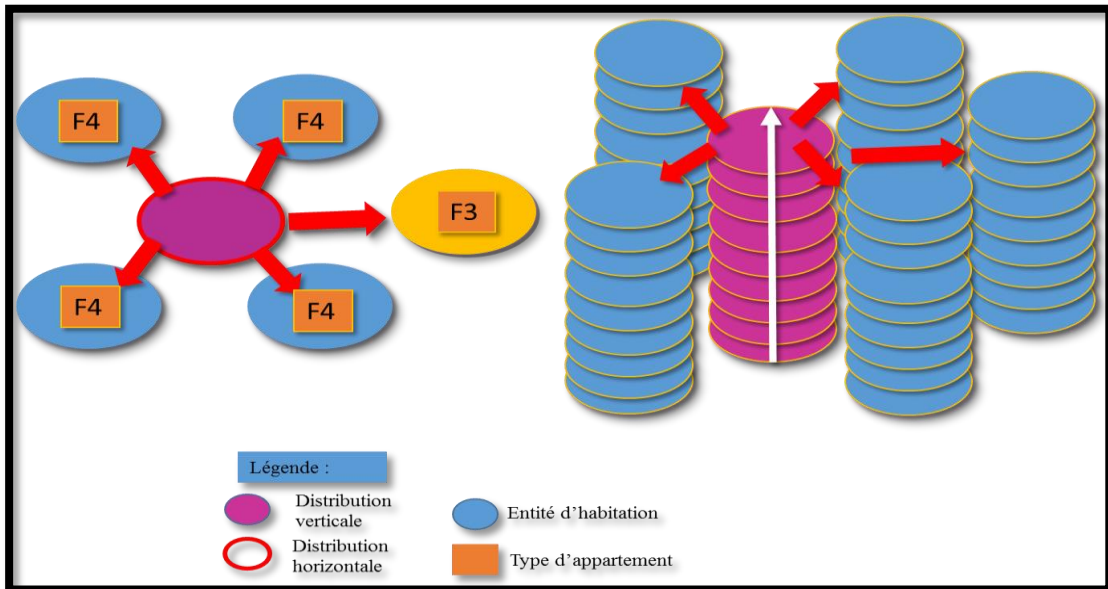 F4
F4
F3
F4
F4
Légende :
Distribution
verticale
Entité d'habitation
Distribution
horizontale
Type d'appartement